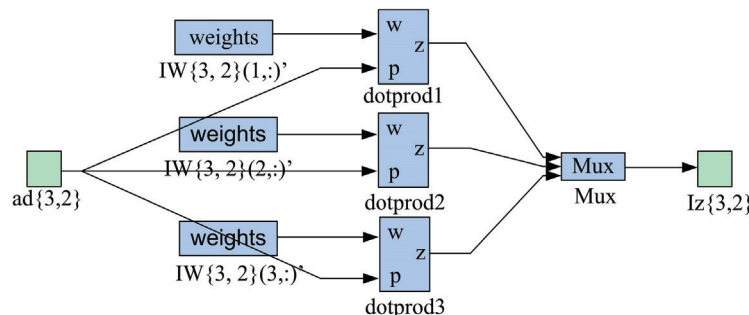 weights
IW{3, 2}(1,:)’
w
z
p
dotprod1
weights
IW{3, 2}(2,:)’
w
z
p
dotprod2
weights
IW{3, 2}(3,:)’
w
z
p
dotprod3
ad{3,2}
Mux
Mux
Iz{3,2}